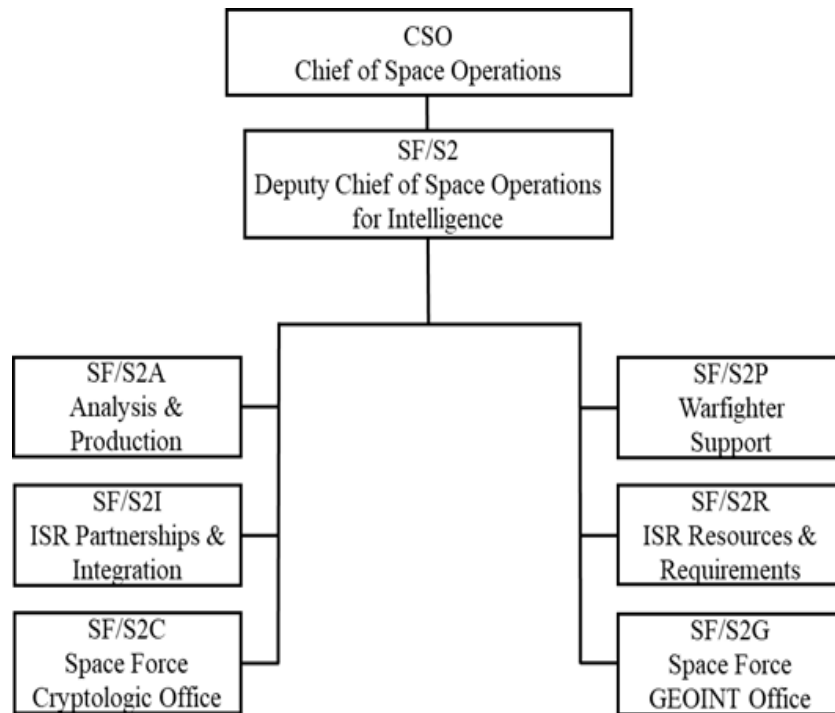 CSO
Chief of Space Operations
SF/S2
Deputy Chief of Space Operations
for Intelligence
SF/S2A
Analysis &
Production
SF/S2P
Warfighter
Support
SF/S2I
ISR Partnerships &
Integration
SF/S2R
ISR Resources &
Requirements
SF/S2C
Space Force
Cryptologic Office
SF/S2G
Space Force
GEOINT Office